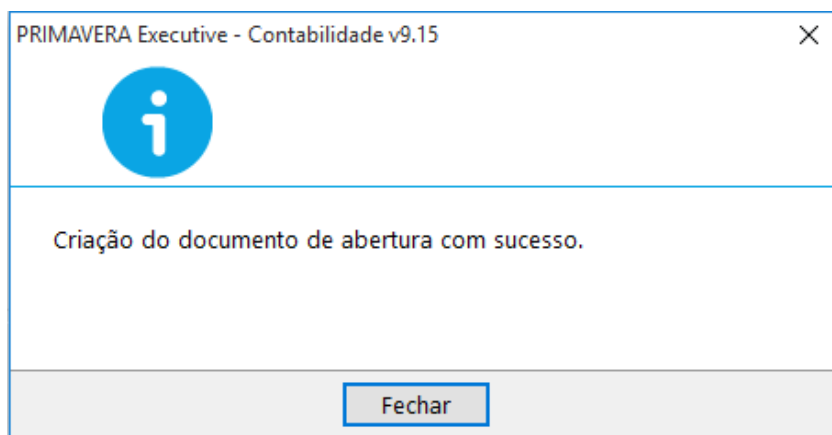 PRIMAVERA Executive - Contabilidade v9.15
Criação do documento de abertura com sucesso.
Fechar